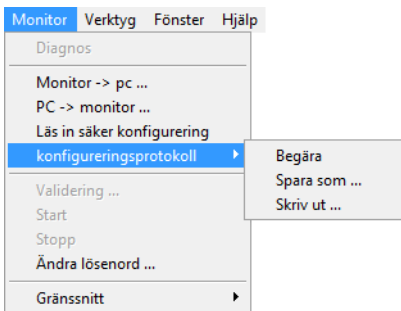 Monitor Verktyg Fönster Hjälp
Diagnos
Monitor -> pc ...
PC -> monitor ...
Läs in säker konfigurering
konfigureringsprotokoll
Begära
Spara som ...
Skriv ut ...
Validering ...
Start
Stopp
Ändra lösenord ...
Gränssnitt